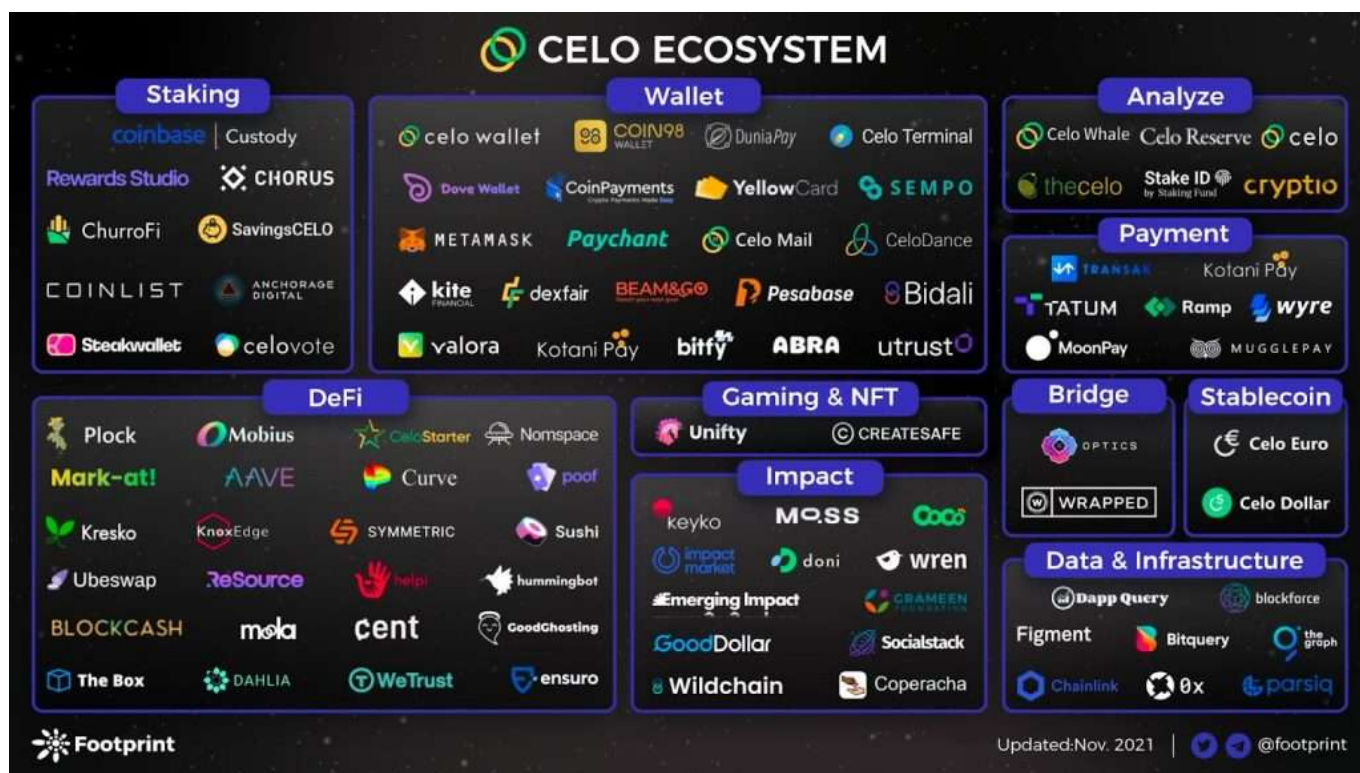 CELO ECOSYSTEM
Staking
coinbase | Custody
Rewards Studio CHORUS
ChurroFi SavingsCELO
COINLIST ANCHORAGE DIGITAL
Steakwallet celovote
Wallet
celo wallet COIN98 WALLET DuniaPay Celo Terminal
Dove Wallet CoinPayments Crypto Payments Made Easy YellowCard SEMPO
METAMASK Paychant Celo Mail CeloDance
kite FINANCIAL dexfair BEAM&GO Pesabase Bidali
valora Kotani Pay bitfy ABRA utrust
Analyze
Celo Whale Celo Reserve celo
thecelo Stake ID by Staking Fund cryptio
Payment
TRANSAK Kotani Pay
TATUM Ramp wyre
MoonPay MUGGLEPAY
DeFi
Plock Mobius CeloStarter Nomspace
Mark-at! AAVE Curve poof
Kresko KnoxEdge SYMMETRIC Sushi
Ubeswap ReSource helpi hummingbot
BLOCKCASH moola cent GoodGhosting
The Box DAHLIA WeTrust ensuro
Gaming & NFT
Unifty CREATESAFE
Impact
keyko MOSS COCO
impact market doni wren
Emerging Impact GRAMEEN FOUNDATION
GoodDollar Socialstack
Wildchain Coperacha
Bridge
OPTICS
WRAPPED
Stablecoin
Celo Euro
Celo Dollar
Data & Infrastructure
Dapp Query blockforce
Figment Bitquery the graph
Chainlink 0x parsiq
Footprint
Updated:Nov. 2021 | @footprint